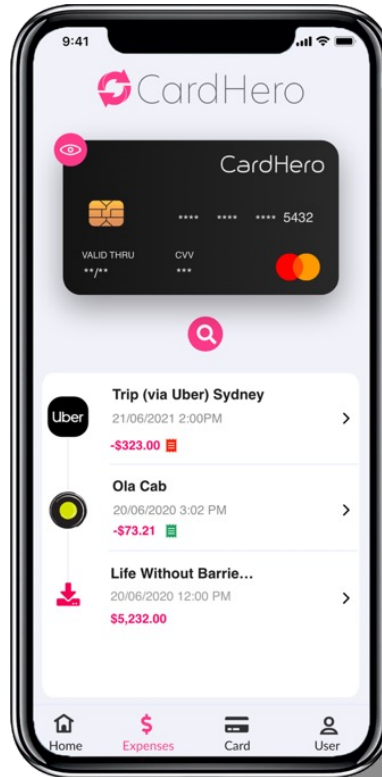 9:41
CardHero
CardHero
**** **** **** 5432
VALID THRU CVV
**/** ***
Trip (via Uber) Sydney
Uber
21/06/2021 2:00PM
-$323.00
Ola Cab
20/06/2020 3:02 PM
-$73.21
Life Without Barrie...
20/06/2020 12:00 PM
$5,232.00
Home Expenses Card User